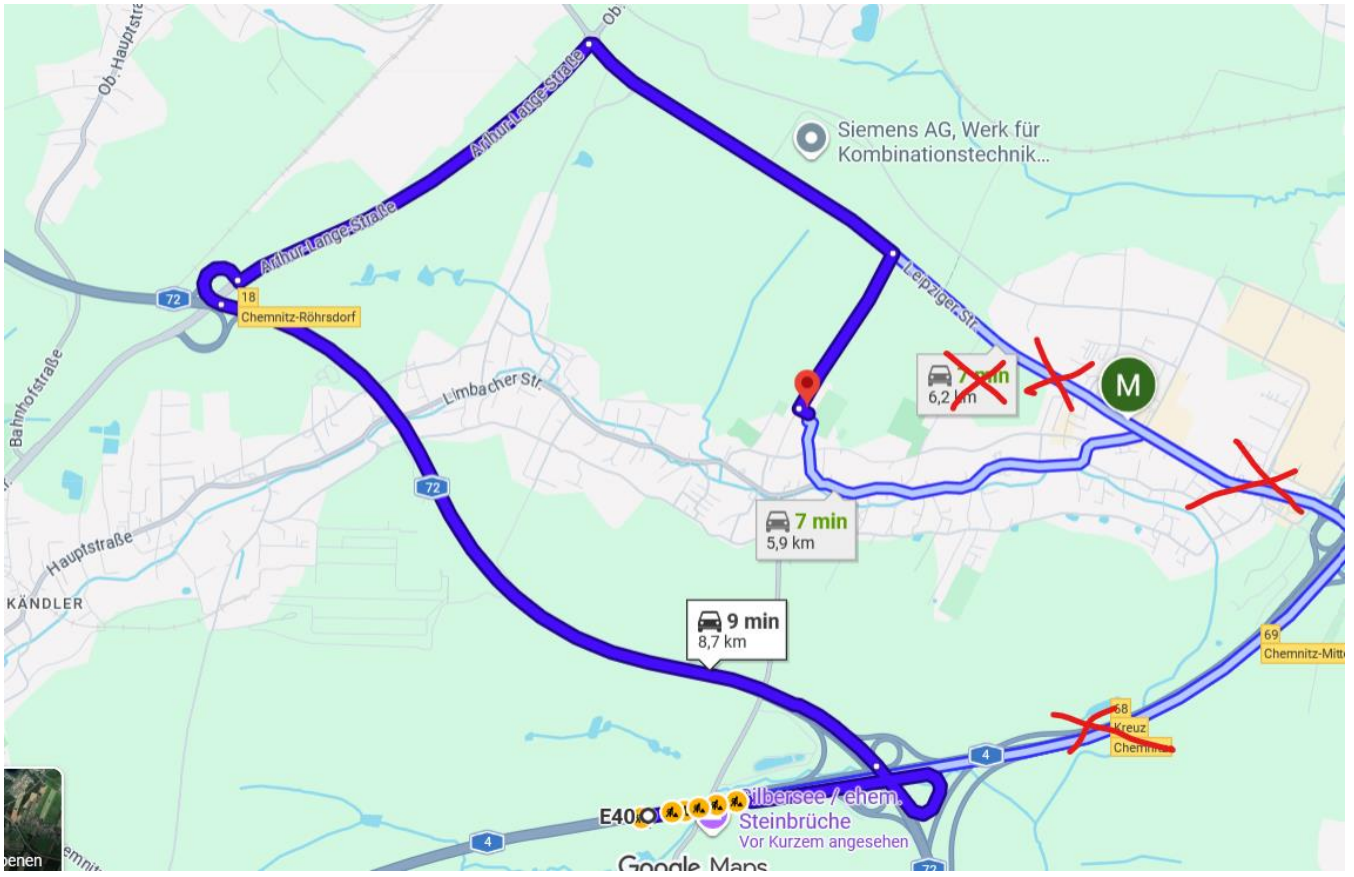 Ob. Hauptstra
Ob.
Arthur-Lange-Straße
Siemens AG, Werk für
Kombinationstechnik...
Arthur-Lange-Straße
72
18
Chemnitz-Röhrsdorf
Leipziger Str.
Bahnhofstraße
Limbacher Str.
7 min
6,2 km
M
72
7 min
5,9 km
Hauptstraße
KÄNDLER
9 min
8,7 km
69
Chemnitz-Mitte
68
Kreuz
Chemnitz
4
E40
Silbersee / ehem.
Steinbrüche
Vor Kurzem angesehen
4
Google Maps
72
benen